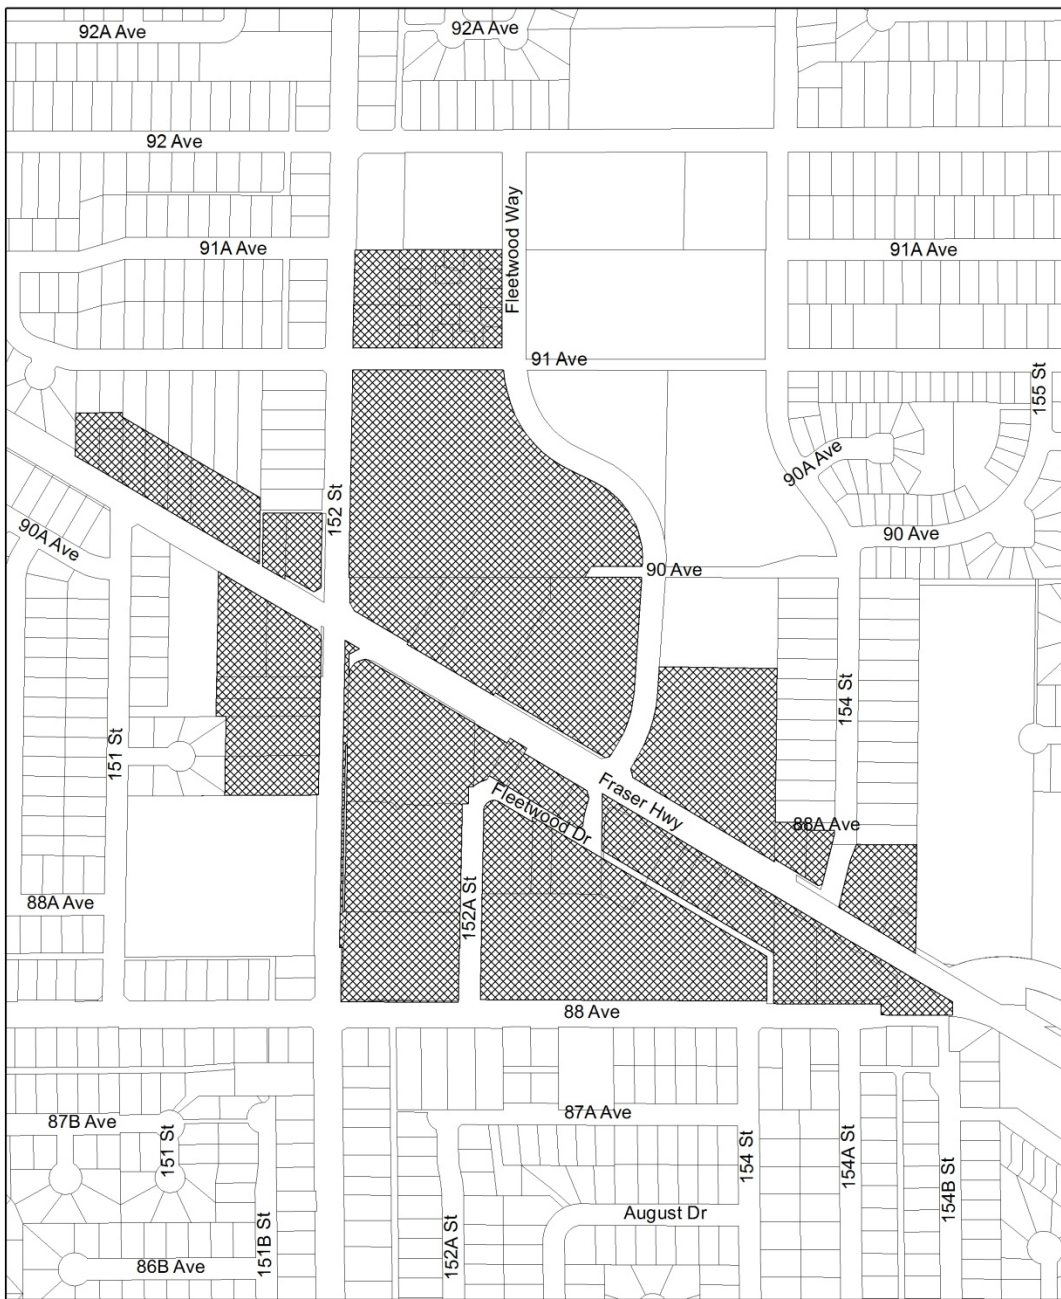 92A Ave
92A Ave
92 Ave
Fleetwood Way
91A Ave
91A Ave
91 Ave
155 St
90A Ave
152 St
90A Ave
90 Ave
90 Ave
154 St
151 St
Fraser Hwy
Fleetwood Dr
88A Ave
88A Ave
152A St
88 Ave
87B Ave
87A Ave
151 St
154 St
154A St
154B St
151B St
152A St
August Dr
86B Ave